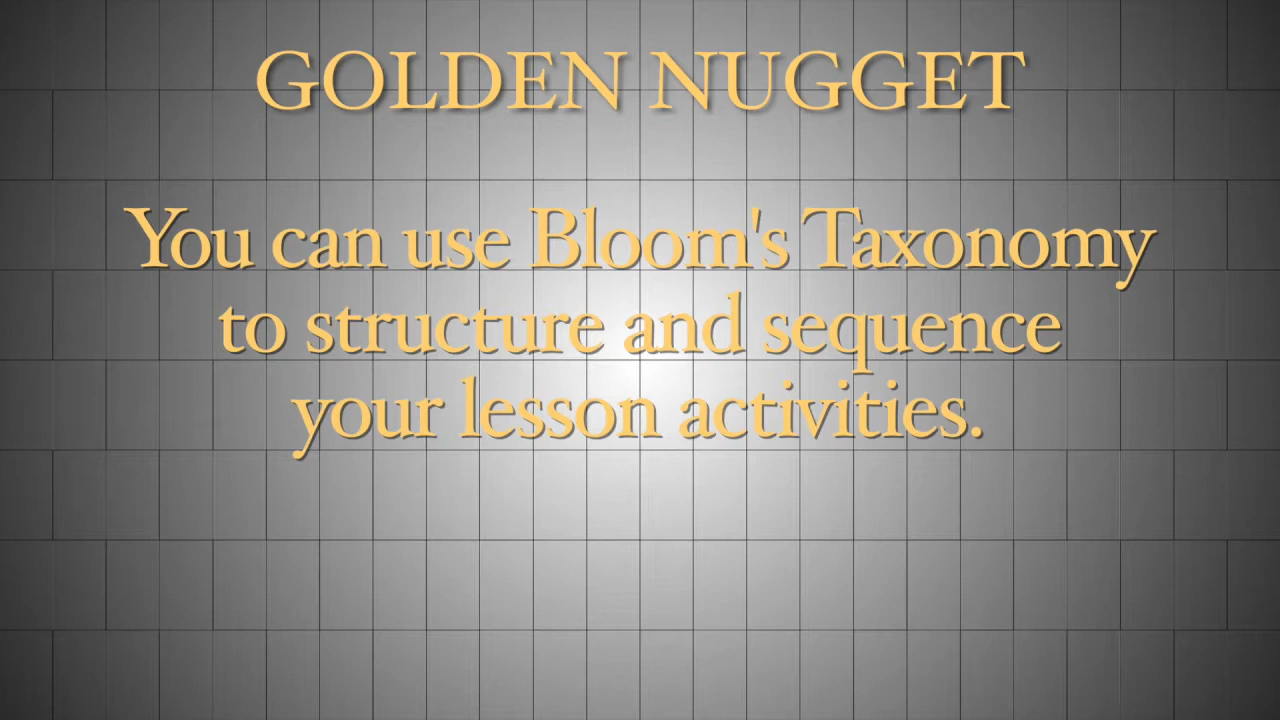 GOLDEN NUGGET
You can use Bloom's Taxonomy
to structure and sequence
your lesson activities.